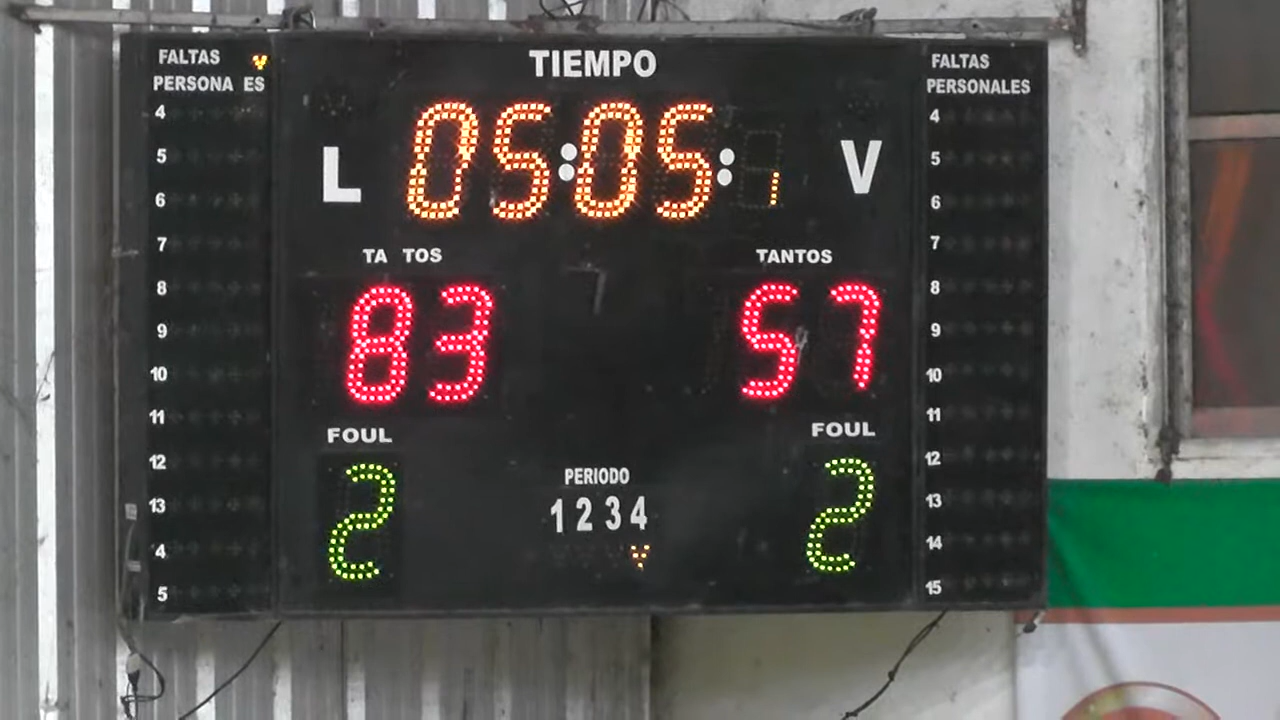 FALTAS
PERSONA ES
4
5
6
7
8
9
10
11
12
13
4
5
TIEMPO
L 05:05: V
TA TOS
83
TANTOS
57
FOUL
2
PERIODO
1 2 3 4
FOUL
2
FALTAS
PERSONALES
4
5
6
7
8
9
10
11
12
13
14
15